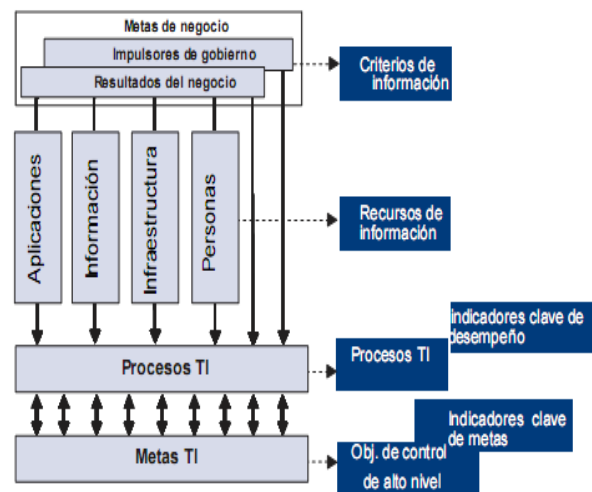 Metas de negocio
Impulsores de gobierno
Resultados del negocio
Criterios de
información
Aplicaciones
Información
Infraestructura
Personas
Recursos de
información
indicadores clave de
desempeño
Procesos TI
Procesos TI
Indicadores clave
de metas
Metas TI
Obj. de control
de alto nivel